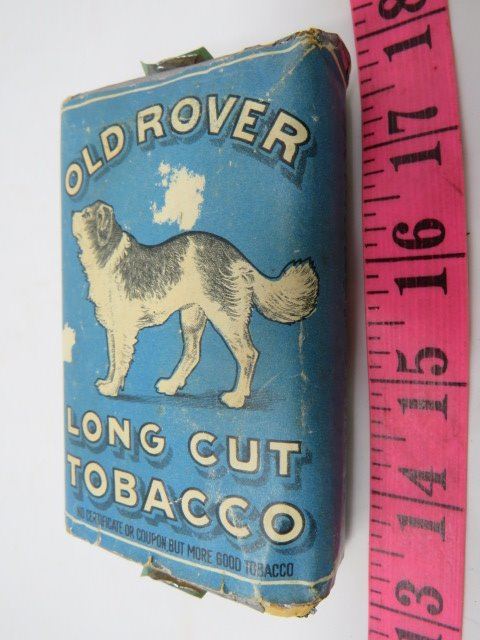 OLD ROVER
LONG CUT
TOBACCO
NO CERTIFICATE OR COUPON BUT MORE GOOD TOBACCO
18
17
16
15
14
13